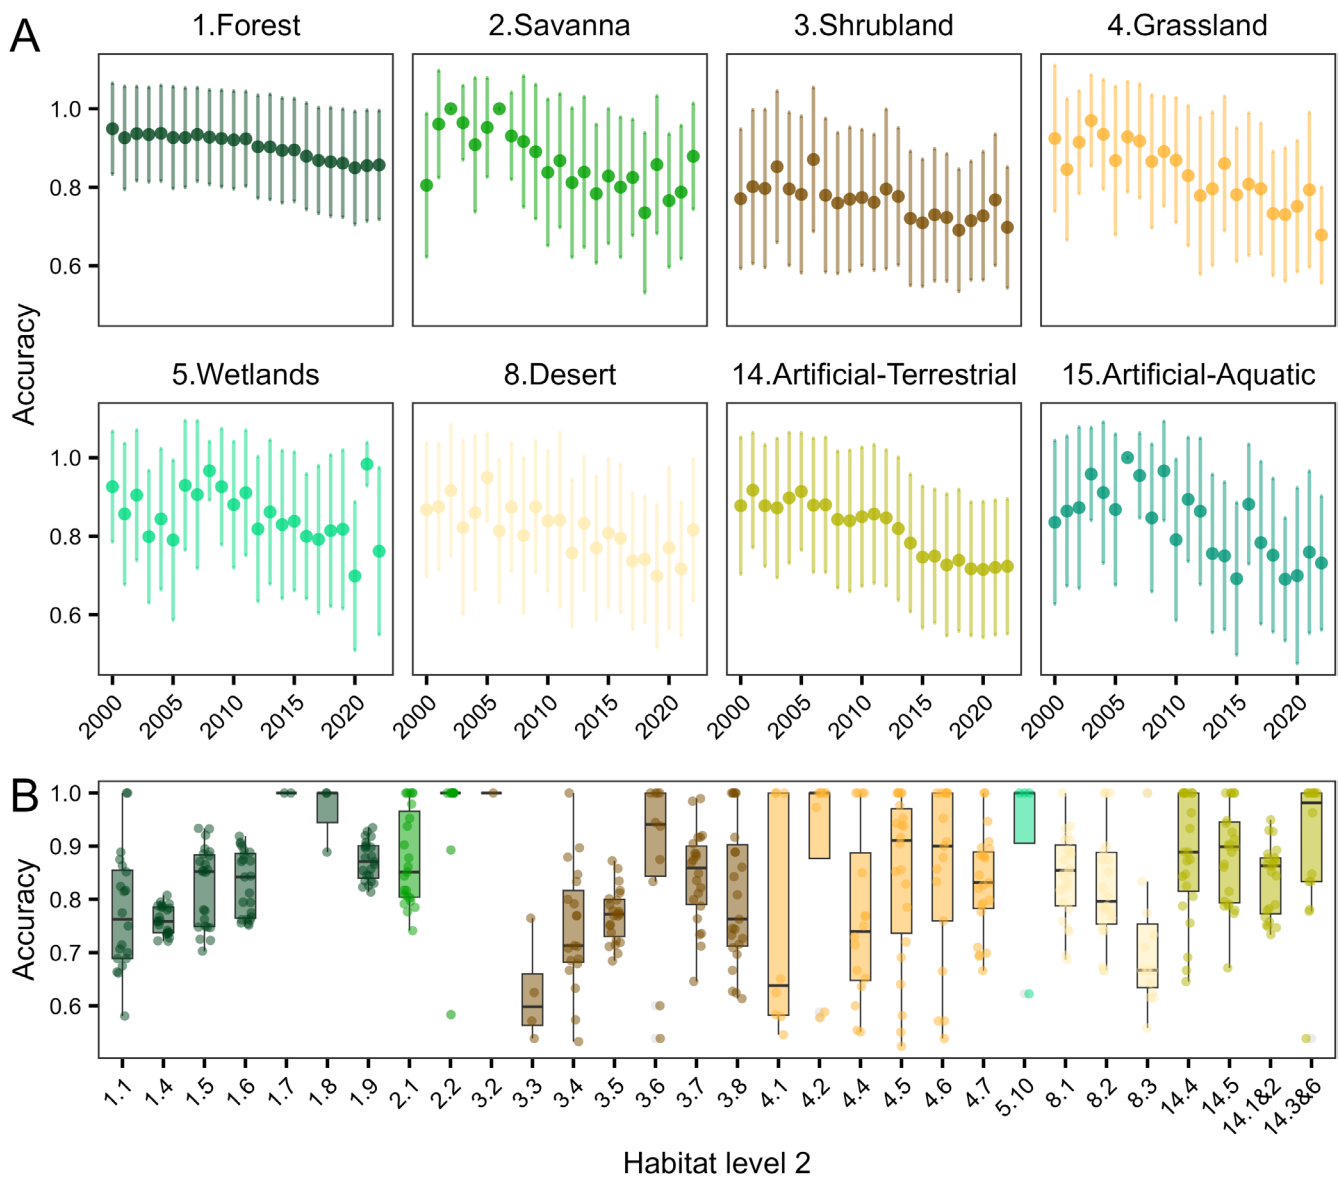 A
1.Forest 2.Savanna 3.Shrubland 4.Grassland
1.0
0.8
0.6
Accuracy
5.Wetlands 8.Desert 14.Artificial-Terrestrial 15.Artificial-Aquatic
1.0
0.8
0.6
2000 2005 2010 2015 2020 2000 2005 2010 2015 2020 2000 2005 2010 2015 2020 2000 2005 2010 2015 2020
B
1.0
0.9
0.8
0.7
0.6
Accuracy
1.1 1.4 1.5 1.6 1.7 1.8 1.9 2.1 2.2 3.2 3.3 3.4 3.5 3.6 3.7 3.8 4.1 4.2 4.4 4.5 4.6 4.7 5.10 8.1 8.2 8.3 14.4 14.5 14.1&2 14.3&6
Habitat level 2